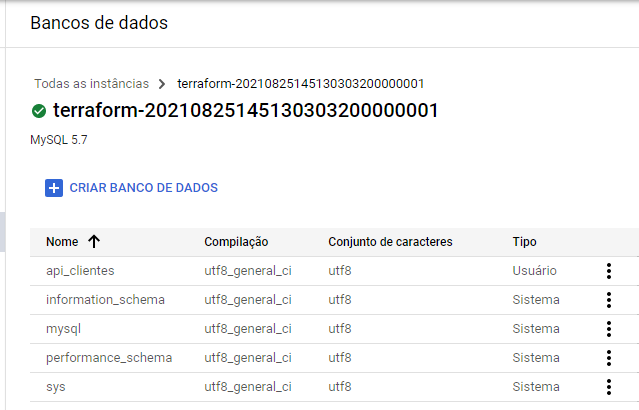 Bancos de dados
Todas as instâncias > terraform-20210825145130303200000001
terraform-20210825145130303200000001
MySQL 5.7
CRIAR BANCO DE DADOS
Nome Compilação Conjunto de caracteres Tipo
api_clientes utf8_general_ci utf8 Usuário
information_schema utf8_general_ci utf8 Sistema
mysql utf8_general_ci utf8 Sistema
performance_schema utf8_general_ci utf8 Sistema
sys utf8_general_ci utf8 Sistema